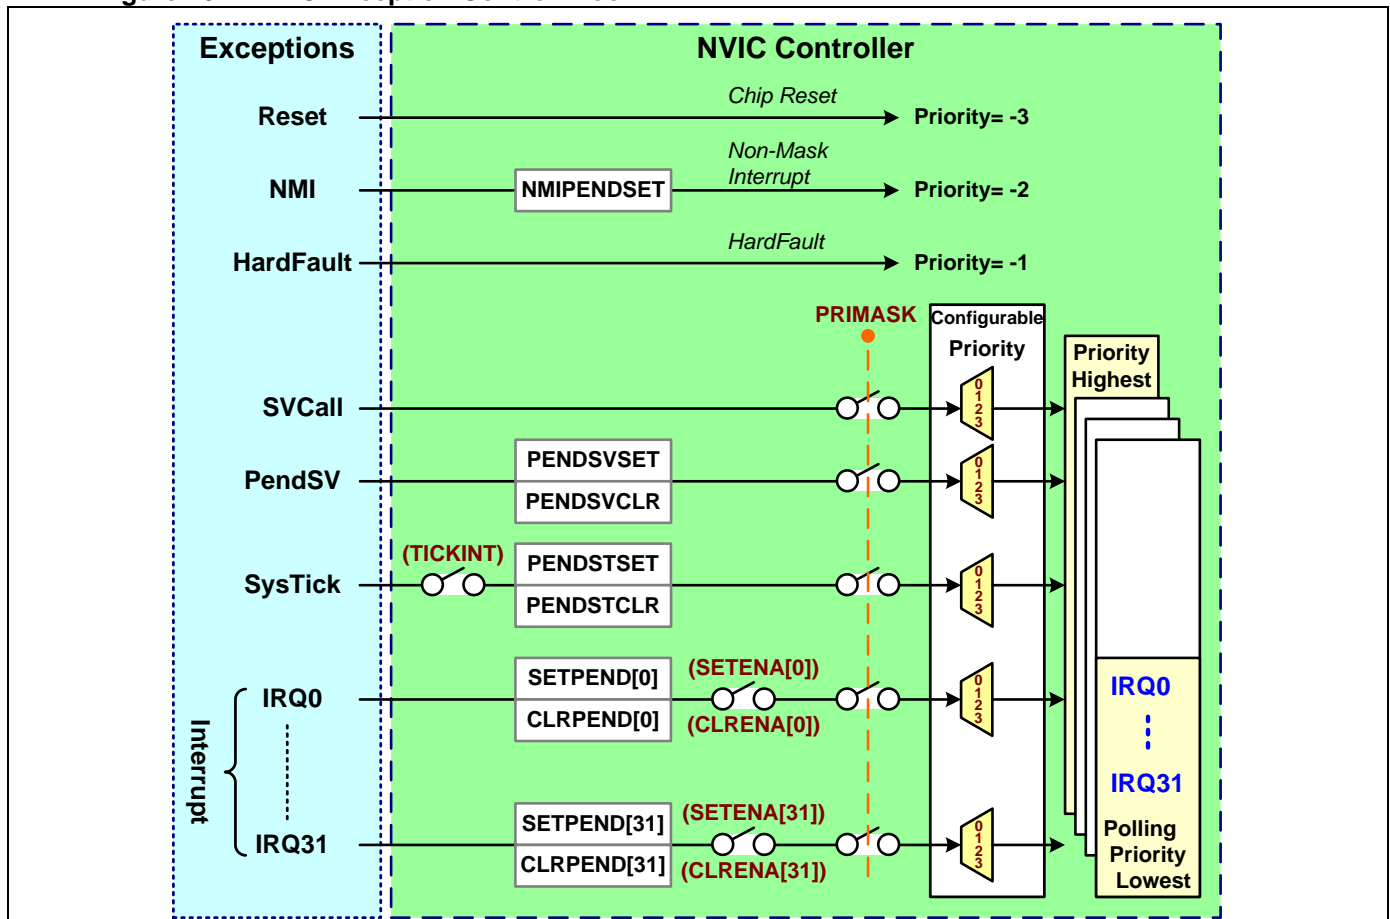 Exceptions
NVIC Controller
Reset
Chip Reset
Priority= -3
NMI
NMIPENDSET
Non-Mask
Interrupt
Priority= -2
HardFault
HardFault
Priority= -1
PRIMASK
Configurable
Priority
Priority
Highest
SVCall
0
1
2
3
PendSV
PENDSVSET
PENDSVCLR
0
1
2
3
SysTick
(TICKINT)
PENDSTSET
PENDSTCLR
0
1
2
3
Interrupt
IRQ0
SETPEND[0]
CLRPEND[0]
(SETENA[0])
(CLRENA[0])
0
1
2
3
IRQ31
SETPEND[31]
CLRPEND[31]
(SETENA[31])
(CLRENA[31])
0
1
2
3
IRQ0
IRQ31
Polling
Priority
Lowest